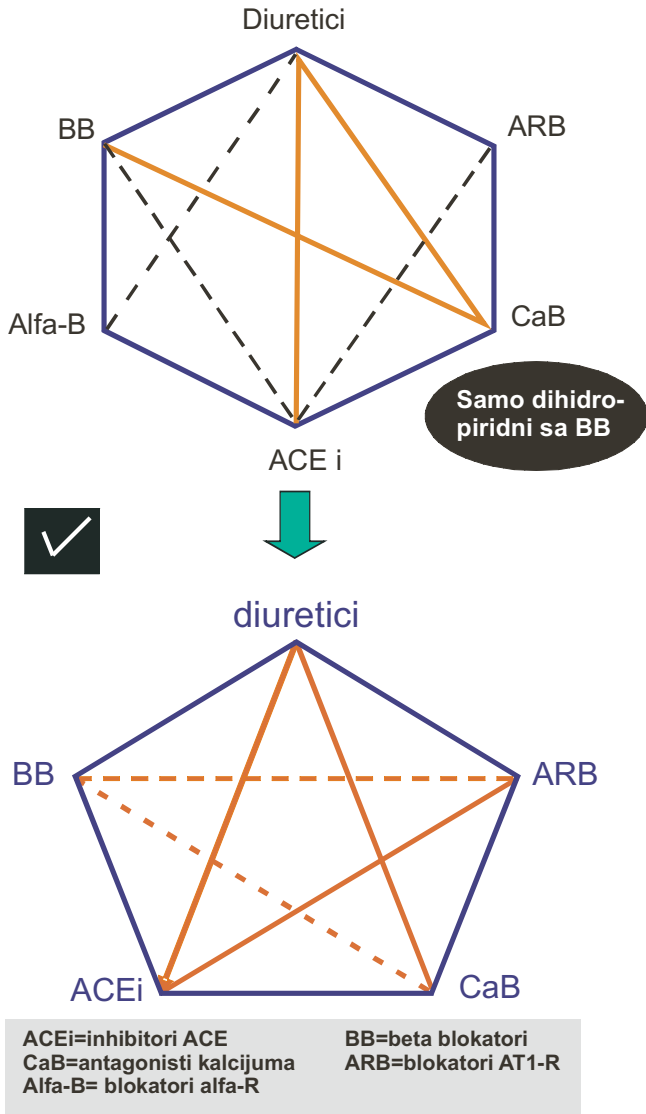 Diuretici
BB
ARB
Alfa-B
CaB
Samo dihidro-
piridni sa BB
ACE i
diuretici
BB
ARB
ACEi
CaB
ACEi=inhibitori ACE
BB=beta blokatori
CaB=antagonisti kalcijuma
ARB=blokatori AT1-R
Alfa-B= blokatori alfa-R